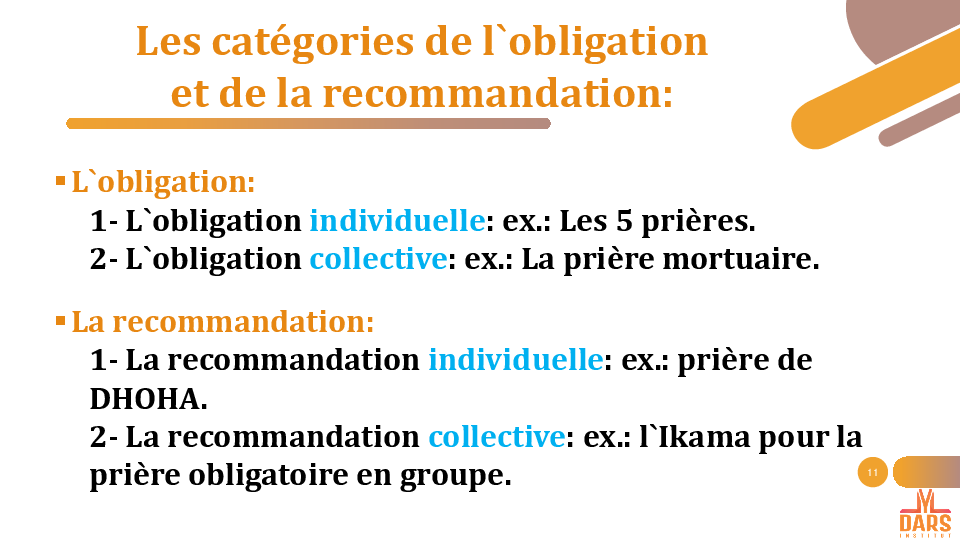 Les catégories de l`obligation
et de la recommandation:
▪ L`obligation:
1- L`obligation individuelle: ex.: Les 5 prières.
2- L`obligation collective: ex.: La prière mortuaire.
▪ La recommandation:
1- La recommandation individuelle: ex.: prière de
DHOHA.
2- La recommandation collective: ex.: l`Ikama pour la
prière obligatoire en groupe.
11
DARS
INSTITUT